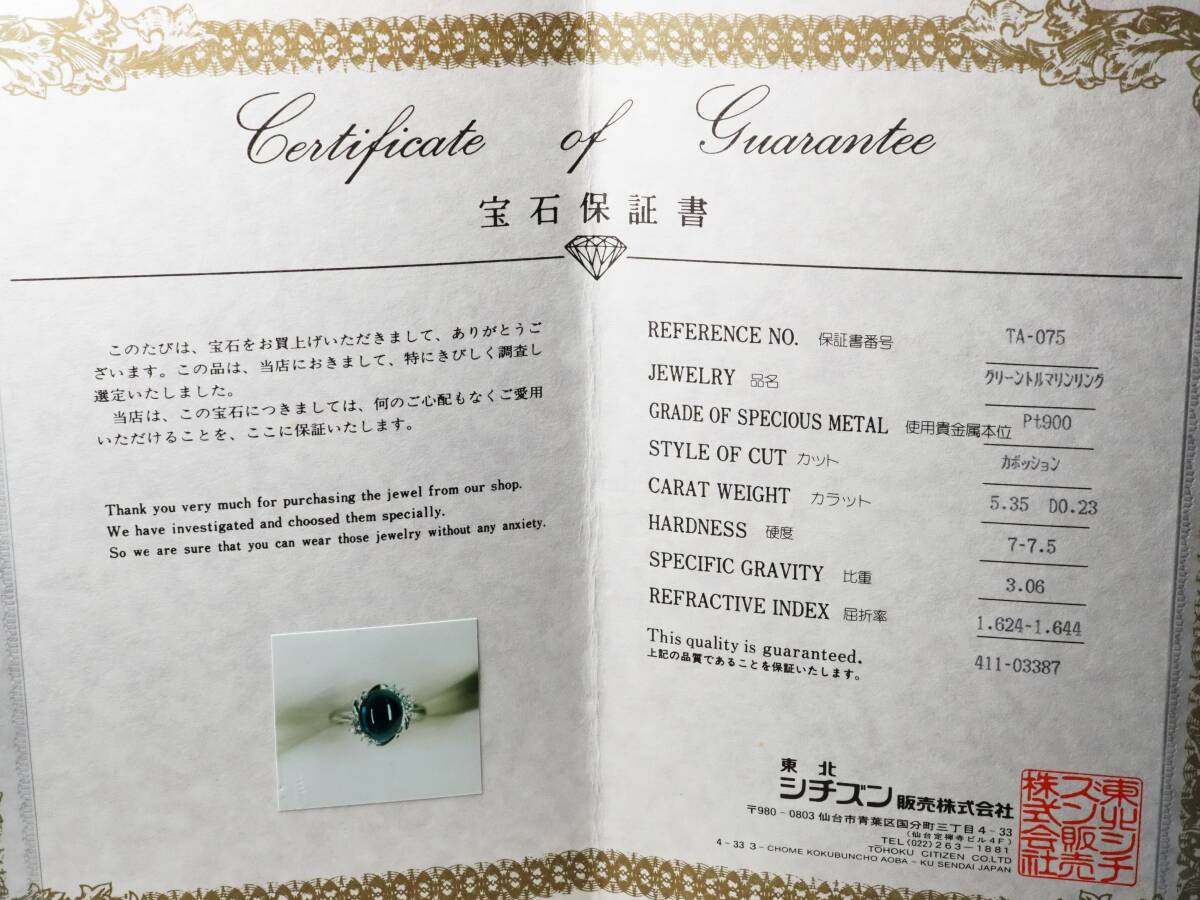 Certificate of Guarantee
宝石保証書
このたびは、宝石をお買上げいただきまして、ありがとうご
ざいます。この品は、当店におきまして、特にきびしく調査し
選定いたしました。
当店は、この宝石につきましては、何のご心配もなくご愛用
いただけることを、ここに保証いたします。
Thank you very much for purchasing the jewel from our shop.
We have investigated and choosed them specially.
So we are sure that you can wear those jewelry without any anxiety.
REFERENCE NO. 保証書番号 TA-075
JEWELRY 品名 グリーントルマリンリング
GRADE OF SPECIOUS METAL 使用貴金属本位 Pt900
STYLE OF CUT カット カボッション
CARAT WEIGHT カラット 5.35 D0.23
HARDNESS 硬度 7-7.5
SPECIFIC GRAVITY 比重 3.06
REFRACTIVE INDEX 屈折率 1.624-1.644
This quality is guaranteed.
上記の品質であることを保証いたします。
411-03387
東北
シチズン販売株式会社
〒980-0803 仙台市青葉区国分町三丁目4-33
(仙台定禅寺ビル4F)
TEL(022)263-1881
TŌHOKU CITIZEN CO.LTD
4-33 3-CHOME KOKUBUNCHO AOBA-KU SENDAI JAPAN
東北シチ
ズン販売
株式会社